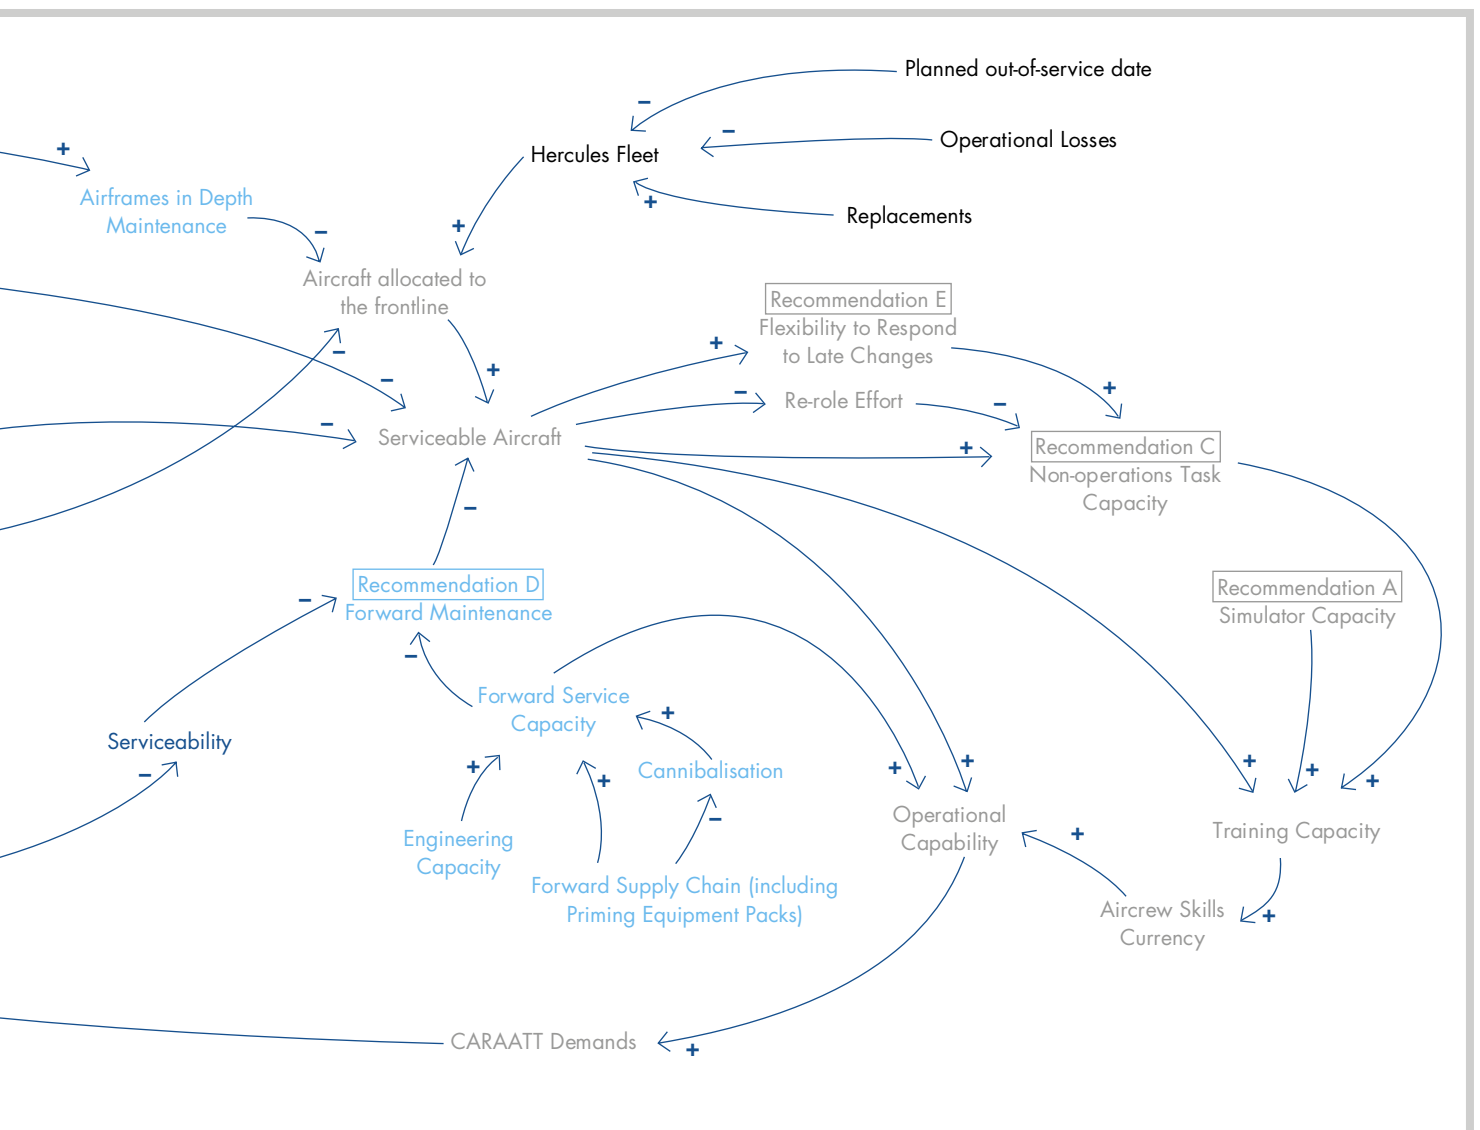 Planned out-of-service date
−
−
Operational Losses
+
Hercules Fleet
Airframes in Depth
Maintenance
+
Replacements
−
+
Aircraft allocated to
the frontline
Recommendation E
Flexibility to Respond
to Late Changes
+
−
+
−
+
−
Re-role Effort
−
−
+
Serviceable Aircraft
Recommendation C
Non-operations Task
Capacity
+
−
Recommendation D
Forward Maintenance
−
Recommendation A
Simulator Capacity
−
Forward Service
Capacity
+
Serviceability
−
+
+
Cannibalisation
+
+
+
+
+
−
Operational
Capability
Training Capacity
+
Engineering
Capacity
Forward Supply Chain (including
Priming Equipment Packs)
Aircrew Skills
Currency
+
CARAATT Demands
+